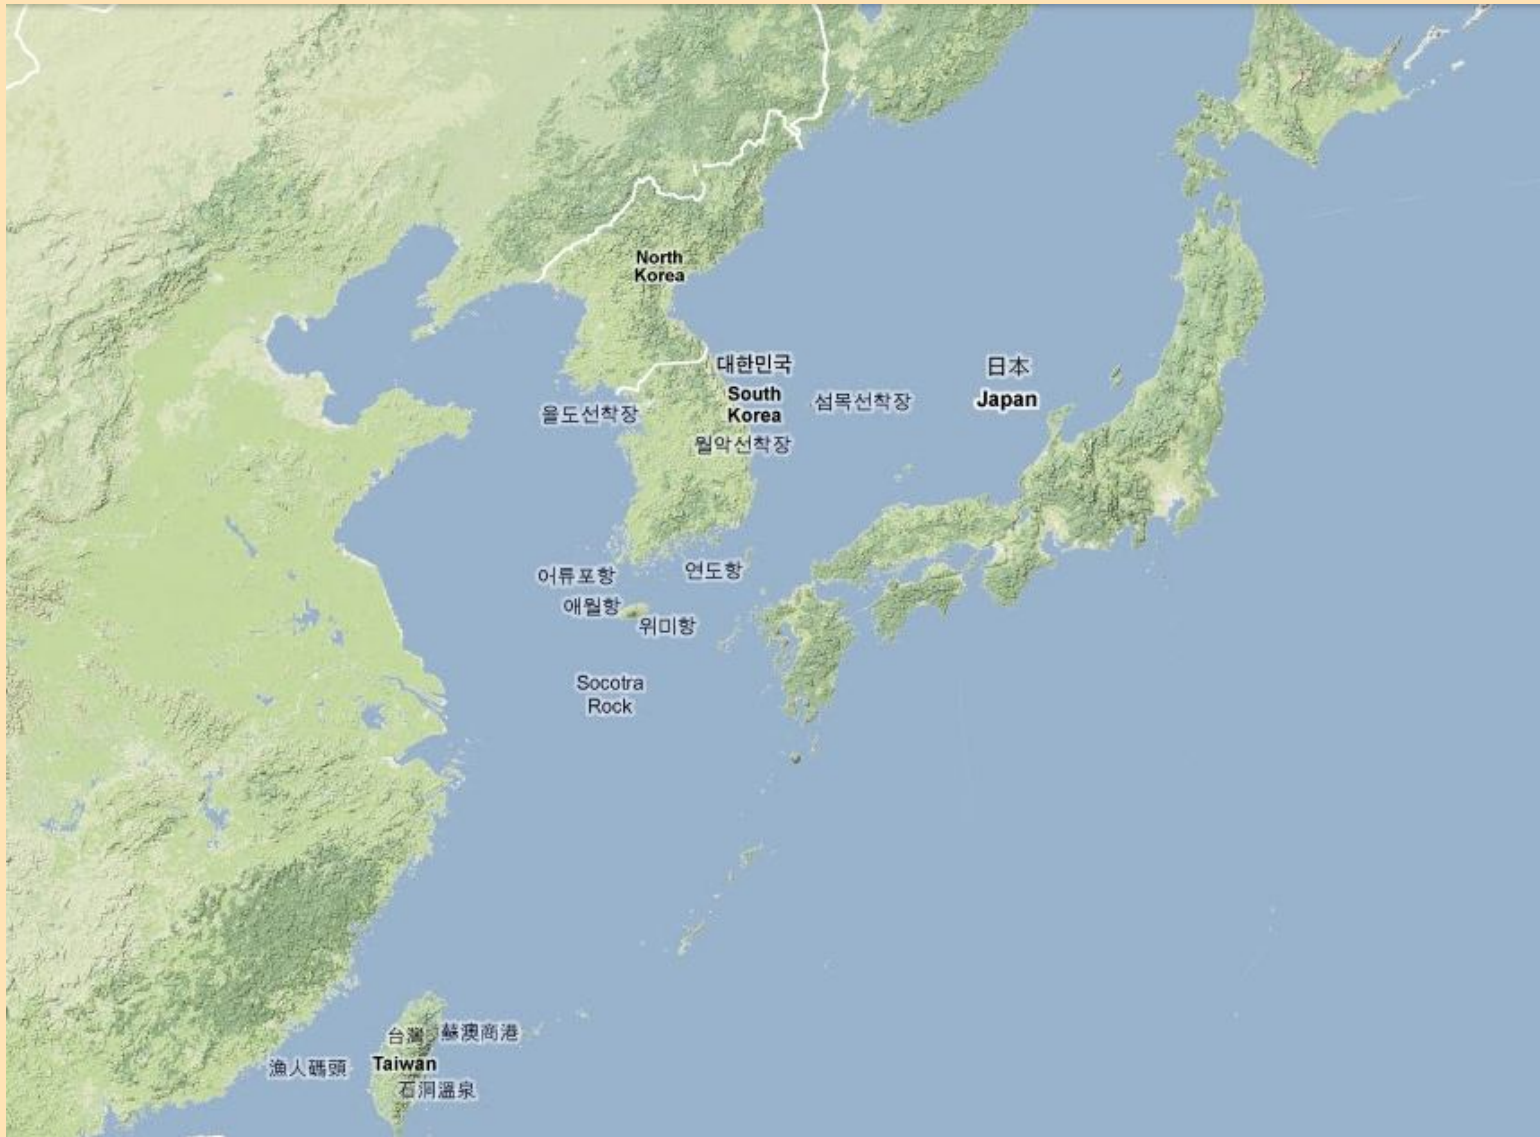 North
Korea
대한민국
South
Korea
日本
Japan
울도선착장
섬목선착장
월악선착장
어류포항
연도항
애월항
위미항
Socotra
Rock
台灣
蘇澳商港
Taiwan
漁人碼頭
石洞溫泉